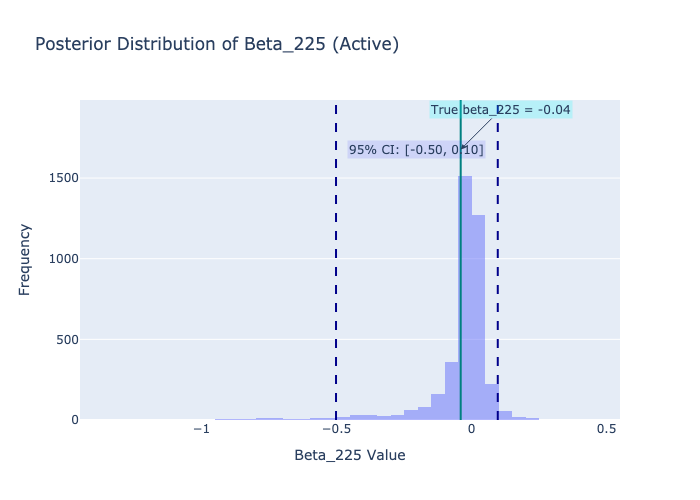 Posterior Distribution of Beta_225 (Active)
True beta_225 = -0.04
95% CI: [-0.50, 0.10]
1500
1000
500
0
Frequency
−1
−0.5
0
0.5
Beta_225 Value